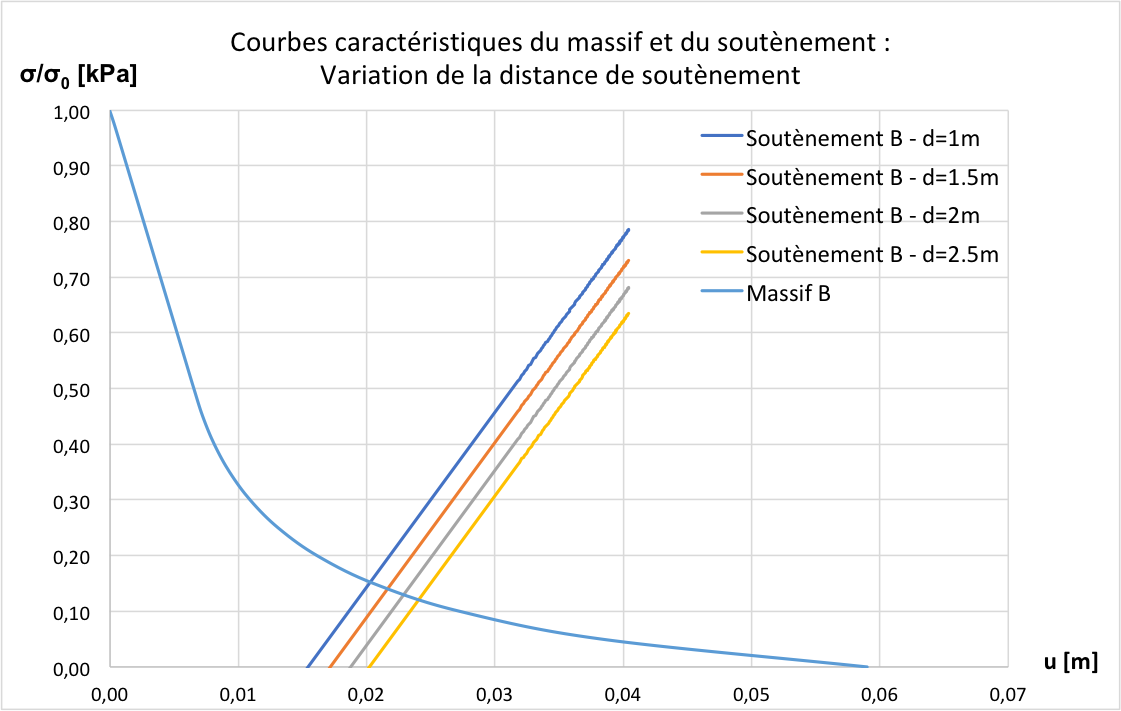 Courbes caractéristiques du massif et du soutènement :
Variation de la distance de soutènement
σ/σ0 [kPa]
1,00
0,90
0,80
0,70
0,60
0,50
0,40
0,30
0,20
0,10
0,00
Soutènement B - d=1m
Soutènement B - d=1.5m
Soutènement B - d=2m
Soutènement B - d=2.5m
Massif B
u [m]
0,00 0,01 0,02 0,03 0,04 0,05 0,06 0,07